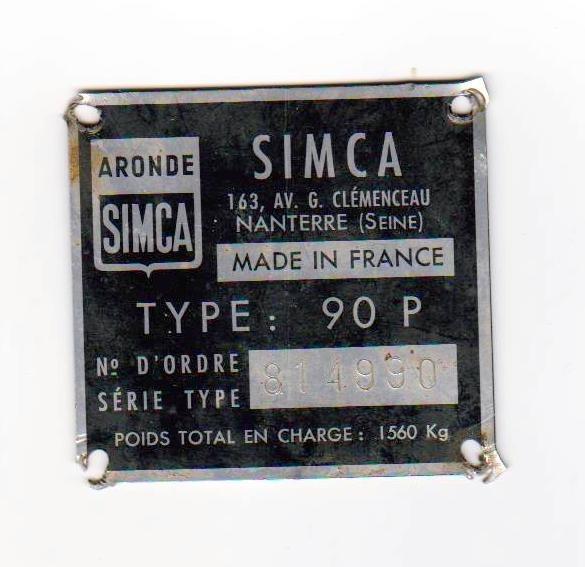 ARONDE
SIMCA
SIMCA
163, AV. G. CLÉMENCEAU
NANTERRE (SEINE)
MADE IN FRANCE
TYPE: 90 P
Nº D'ORDRE
SÉRIE TYPE
814990
POIDS TOTAL EN CHARGE: 1560 Kg